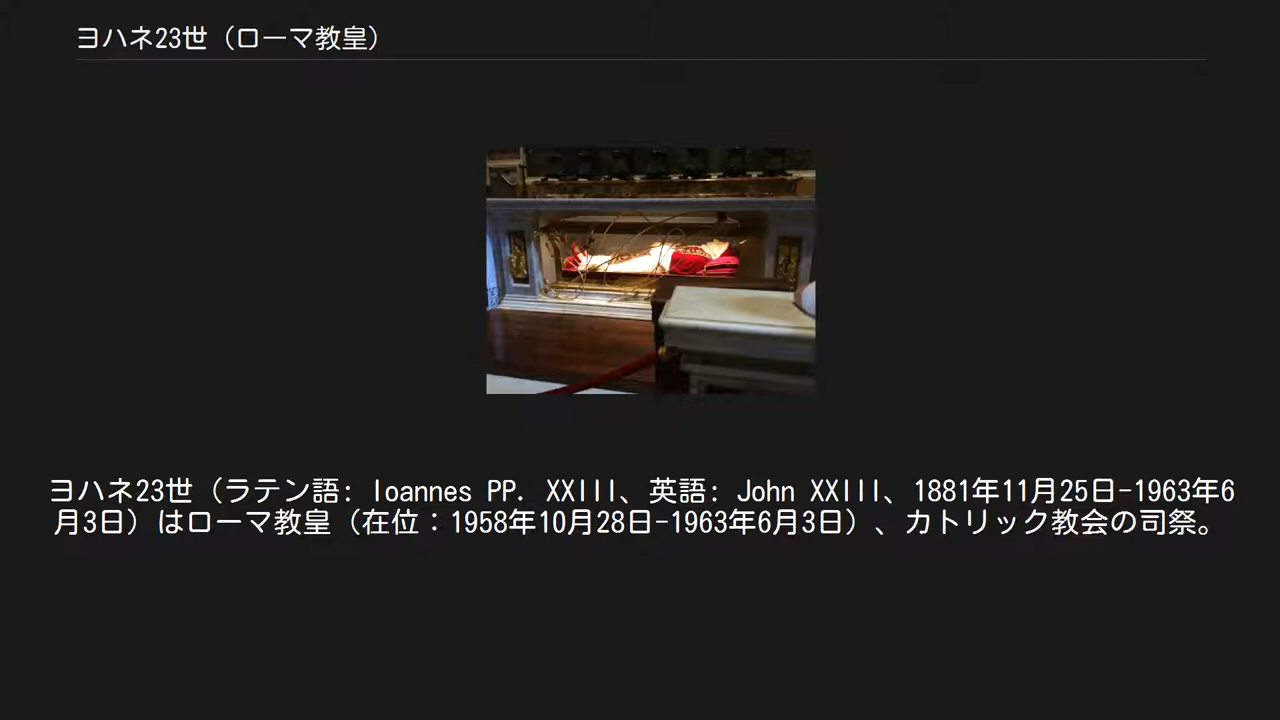 ヨハネ23世（ローマ教皇）
ヨハネ23世（ラテン語: Ioannes PP. XXIII、英語: John XXIII、1881年11月25日-1963年6
月3日）はローマ教皇（在位：1958年10月28日-1963年6月3日）、カトリック教会の司祭。